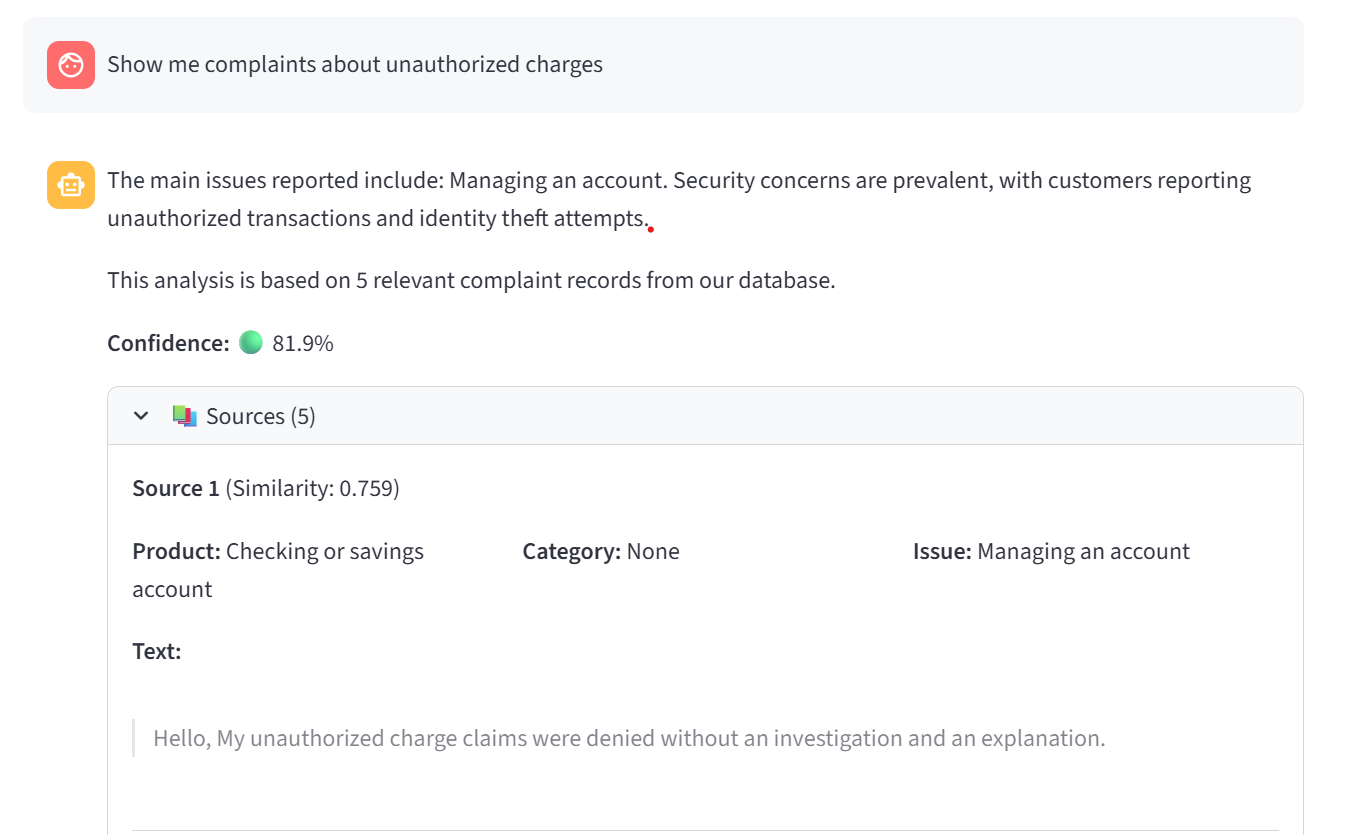 Show me complaints about unauthorized charges
The main issues reported include: Managing an account. Security concerns are prevalent, with customers reporting
unauthorized transactions and identity theft attempts.
This analysis is based on 5 relevant complaint records from our database.
Confidence: 81.9%
Sources (5)
Source 1 (Similarity: 0.759)
Product: Checking or savings Category: None Issue: Managing an account
account
Text:
Hello, My unauthorized charge claims were denied without an investigation and an explanation.